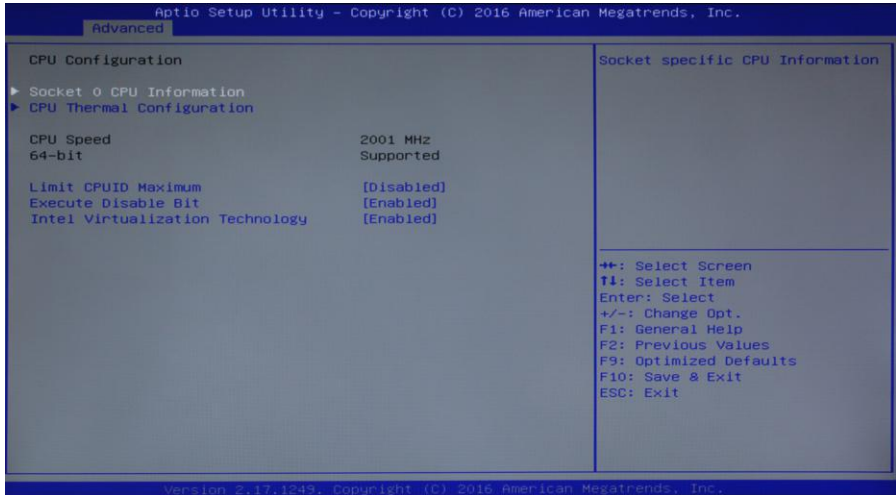 Aptio Setup Utility – Copyright (C) 2016 American Megatrends, Inc.
Advanced
CPU Configuration
Socket specific CPU Information
Socket 0 CPU Information
CPU Thermal Configuration
CPU Speed 2001 MHz
64-bit Supported
Limit CPUID Maximum [Disabled]
Execute Disable Bit [Enabled]
Intel Virtualization Technology [Enabled]
→←: Select Screen
↑↓: Select Item
Enter: Select
+/-: Change Opt.
F1: General Help
F2: Previous Values
F9: Optimized Defaults
F10: Save & Exit
ESC: Exit
Version 2.17.1249. Copyright (C) 2016 American Megatrends, Inc.